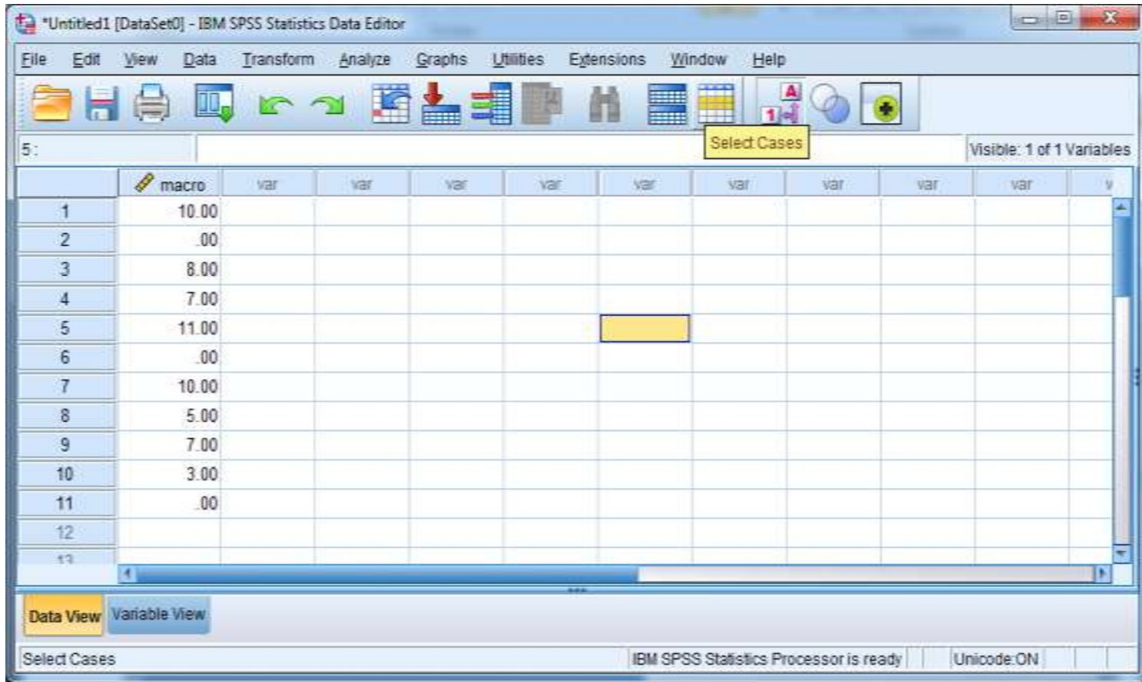 *Untitled1 [DataSet0] - IBM SPSS Statistics Data Editor
File Edit View Data Transform Analyze Graphs Utilities Extensions Window Help
A
1
Select Cases
5 : Visible: 1 of 1 Variables
macro var var var var var var var var var v
1 10.00
2 .00
3 8.00
4 7.00
5 11.00
6 .00
7 10.00
8 5.00
9 7.00
10 3.00
11 .00
12
13
Data View Variable View
Select Cases IBM SPSS Statistics Processor is ready Unicode:ON